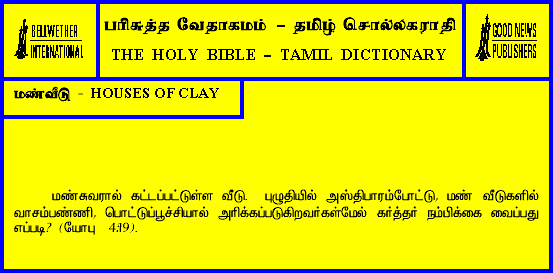 BELLWETHER
INTERNATIONAL
பரிசுத்த வேதாகமம் – தமிழ் சொல்லகராதி
THE HOLY BIBLE – TAMIL DICTIONARY
GOOD NEWS
PUBLISHERS
மண்வீடு - HOUSES OF CLAY
மண்சுவரால் கட்டப்பட்டுள்ள வீடு. புழுதியில் அஸ்திபாரம்போட்டு, மண் வீடுகளில்
வாசம்பண்ணி, பொட்டுப்பூச்சியால் அரிக்கப்படுகிறவர்கள்மேல் கர்த்தர் நம்பிக்கை வைப்பது
எப்படி? (யோபு 4:19).